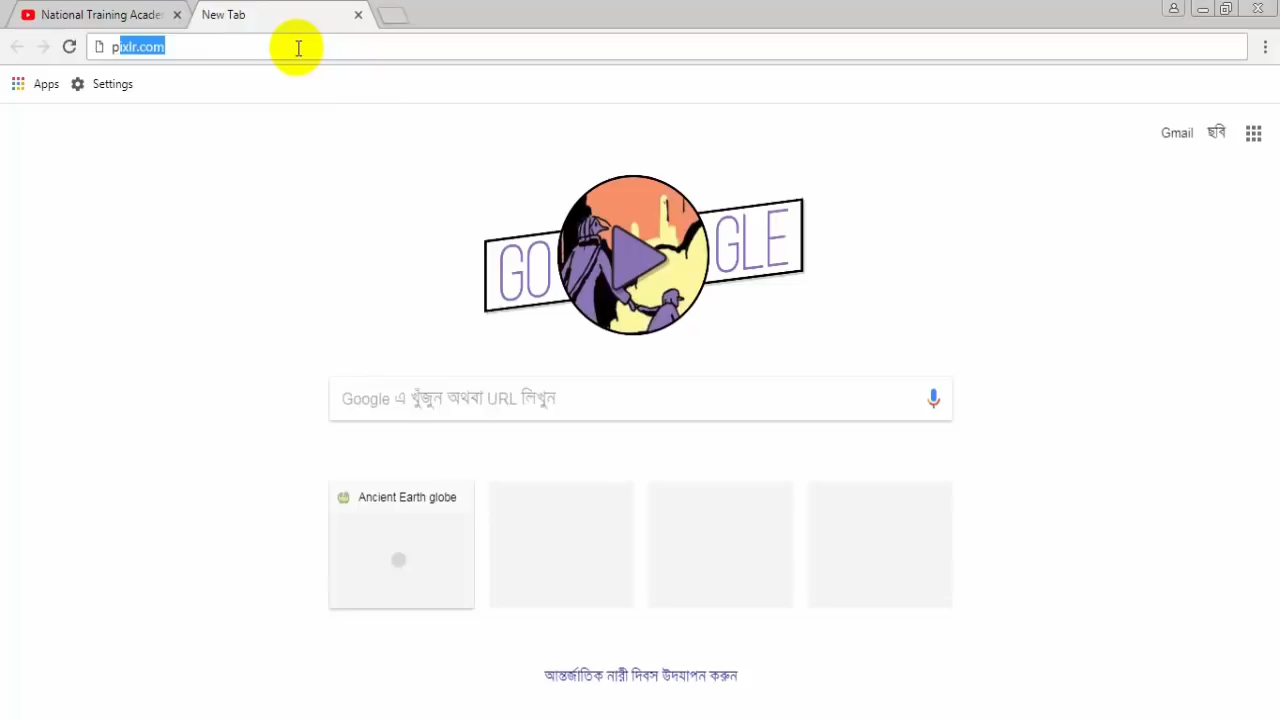 National Training Acade
New Tab
pixlr.com
Apps
Settings
Gmail
ছবি
GO GLE
Google এ খুঁজুন অথবা URL লিখুন
Ancient Earth globe
আন্তর্জাতিক নারী দিবস উদযাপন করুন